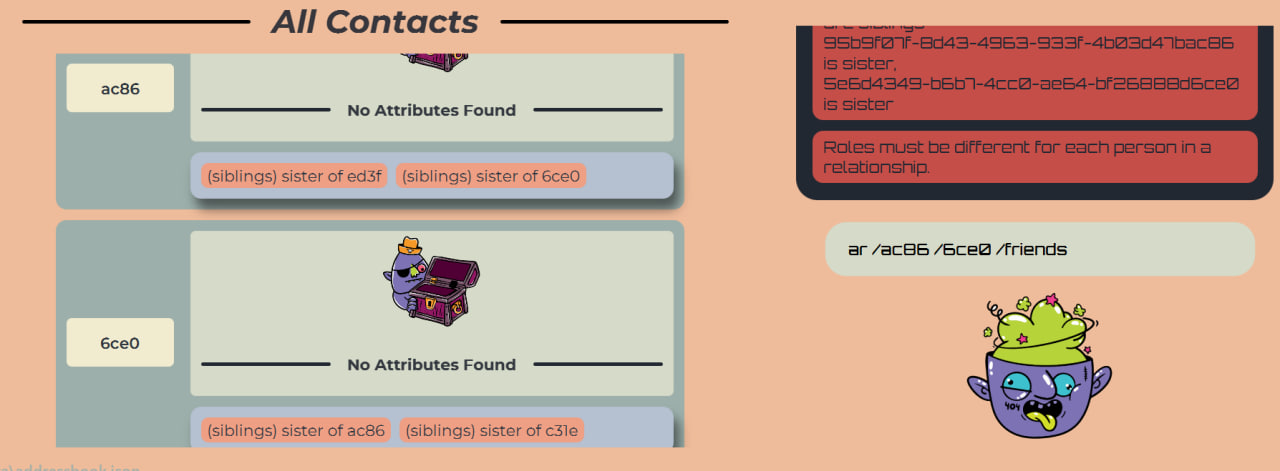 All Contacts
ac86
No Attributes Found
(siblings) sister of ed3f (siblings) sister of 6ce0
6ce0
No Attributes Found
(siblings) sister of ac86 (siblings) sister of c31e
95b9f07f-8d43-4963-933f-4b03d47bac86
is sister,
5e6d4349-b6b7-4cc0-ae64-bf26888d6ce0
is sister
Roles must be different for each person in a
relationship.
ar /ac86 /6ce0 /friends
404